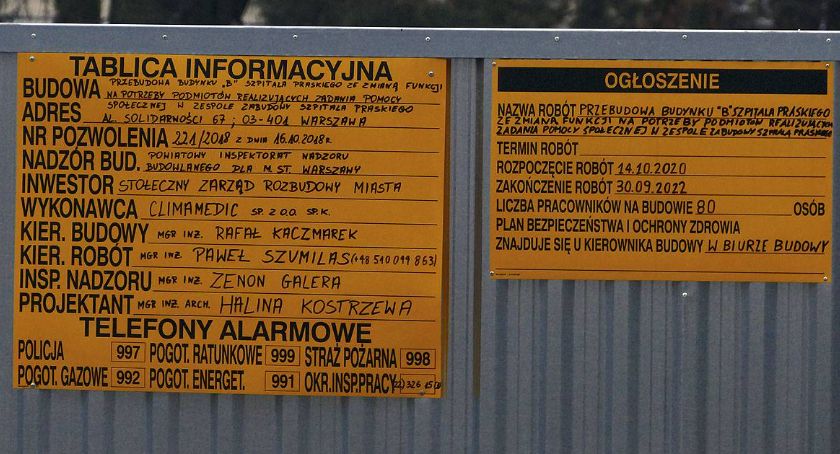 TABLICA INFORMACYJNA
BUDOWA PRZEBUDOWA BUDYNKU "B" SZPITALA PRASKIEGO ZE ZMIANĄ FUNKCJI
NA POTRZEBY PODMIOTÓW REALIZUJĄCYCH ZADANIA POMOCY
SPOŁECZNEJ W ZESPOLE ZABUDOWY SZPITALA PRASKIEGO
ADRES AL. SOLIDARNOŚCI 67 ; 03-401 WARSZAWA
NR POZWOLENIA 221/2018 Z DNIA 16.10.2018r.
NADZÓR BUD. POWIATOWY INSPEKTORAT NADZORU
BUDOWLANEGO DLA M. ST. WARSZAWY
INWESTOR STOŁECZNY ZARZĄD ROZBUDOWY MIASTA
WYKONAWCA CLIMAMEDIC SP. Z O.O. SP.K.
KIER. BUDOWY MGR INŻ. RAFAŁ KACZMAREK
KIER. ROBÓT MGR INŻ. PAWEŁ SZUMILAS (+48 510 099 863)
INSP. NADZORU MGR INŻ. ZENON GALERA
PROJEKTANT MGR INŻ. ARCH. HALINA KOSTRZEWA
TELEFONY ALARMOWE
POLICJA 997 POGOT. RATUNKOWE 999 STRAŻ POŻARNA 998
POGOT. GAZOWE 992 POGOT. ENERGET. 991 OKR.INSP.PRACY (22) 326 15
OGŁOSZENIE
NAZWA ROBÓT PRZEBUDOWA BUDYNKU "B" SZPITALA PRASKIEGO
ZE ZMIANĄ FUNKCJI NA POTRZEBY PODMIOTÓW REALIZUJĄCYCH
ZADANIA POMOCY SPOŁECZNEJ W ZESPOLE ZABUDOWY SZPITALA PRASKIEGO
TERMIN ROBÓT
ROZPOCZĘCIE ROBÓT 14.10.2020
ZAKOŃCZENIE ROBÓT 30.09.2022
LICZBA PRACOWNIKÓW NA BUDOWIE 80 OSÓB
PLAN BEZPIECZEŃSTWA I OCHRONY ZDROWIA
ZNAJDUJE SIĘ U KIEROWNIKA BUDOWY W BIURZE BUDOWY